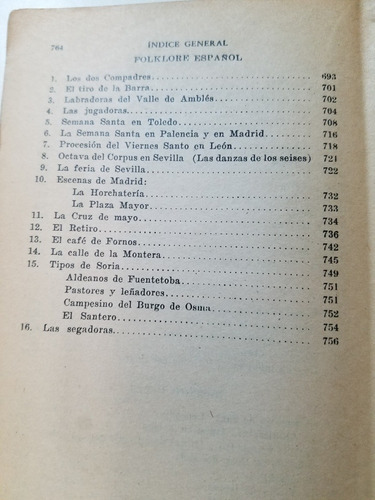 764 INDICE GENERAL
FOLKLORE ESPAÑOL
1. Los dos Compadres. 693
2. El tiro de la Barra. 701
3. Labradoras del Valle de Amblés. 702
4. Las jugadoras. 704
5. Semana Santa en Toledo 708
6. La Semana Santa en Palencia y en Madrid 716
7. Procesión del Viernes Santo en León. 718
8. Octava del Corpus en Sevilla (Las danzas de los seises) 721
9. La feria de Sevilla. 722
10. Escenas de Madrid:
La Horchatería 732
La Plaza Mayor 733
11. La Cruz de mayo. 734
12. El Retiro 736
13. El café de Fornos 742
14. La calle de la Montera 745
15. Tipos de Soria 749
Aldeanos de Fuentetoba 751
Pastores y leñadores 751
Campesino del Burgo de Osma 752
El Santero 754
16. Las segadoras. 756